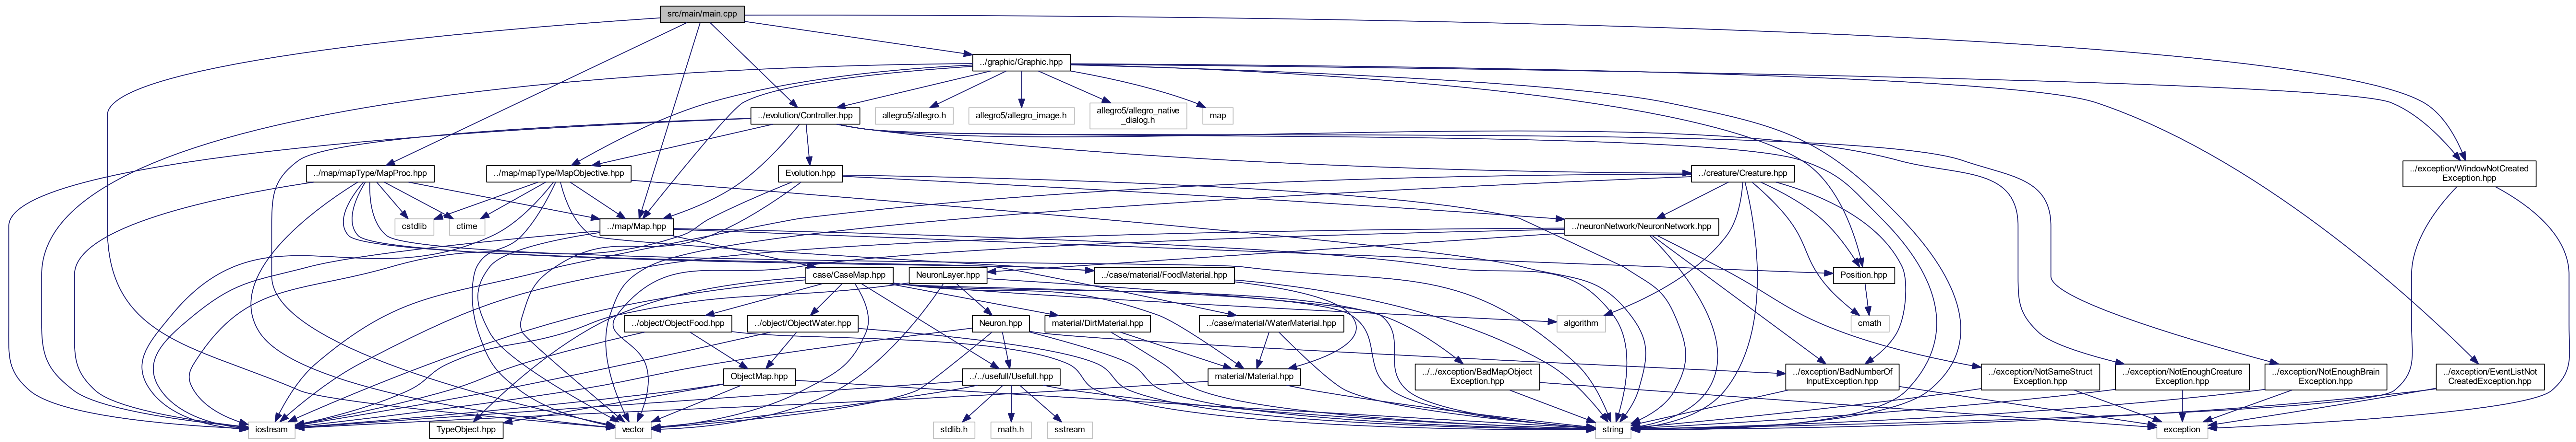 src/main/main.cpp
../graphic/Graphic.hpp
../evolution/Controller.hpp
allegro5/allegro.h
allegro5/allegro_image.h
allegro5/allegro_native
_dialog.h
map
../map/mapType/MapProc.hpp
../map/mapType/MapObjective.hpp
Evolution.hpp
../creature/Creature.hpp
../exception/WindowNotCreated
Exception.hpp
cstdlib
ctime
../map/Map.hpp
../neuronNetwork/NeuronNetwork.hpp
case/CaseMap.hpp
NeuronLayer.hpp
../case/material/FoodMaterial.hpp
Position.hpp
../object/ObjectFood.hpp
../object/ObjectWater.hpp
Neuron.hpp
material/DirtMaterial.hpp
../case/material/WaterMaterial.hpp
algorithm
cmath
ObjectMap.hpp
../../usefull/Usefull.hpp
material/Material.hpp
../../exception/BadMapObject
Exception.hpp
../exception/BadNumberOf
InputException.hpp
../exception/NotSameStruct
Exception.hpp
../exception/NotEnoughCreature
Exception.hpp
../exception/NotEnoughBrain
Exception.hpp
../exception/EventListNot
CreatedException.hpp
iostream
TypeObject.hpp
vector
stdlib.h
math.h
sstream
string
exception